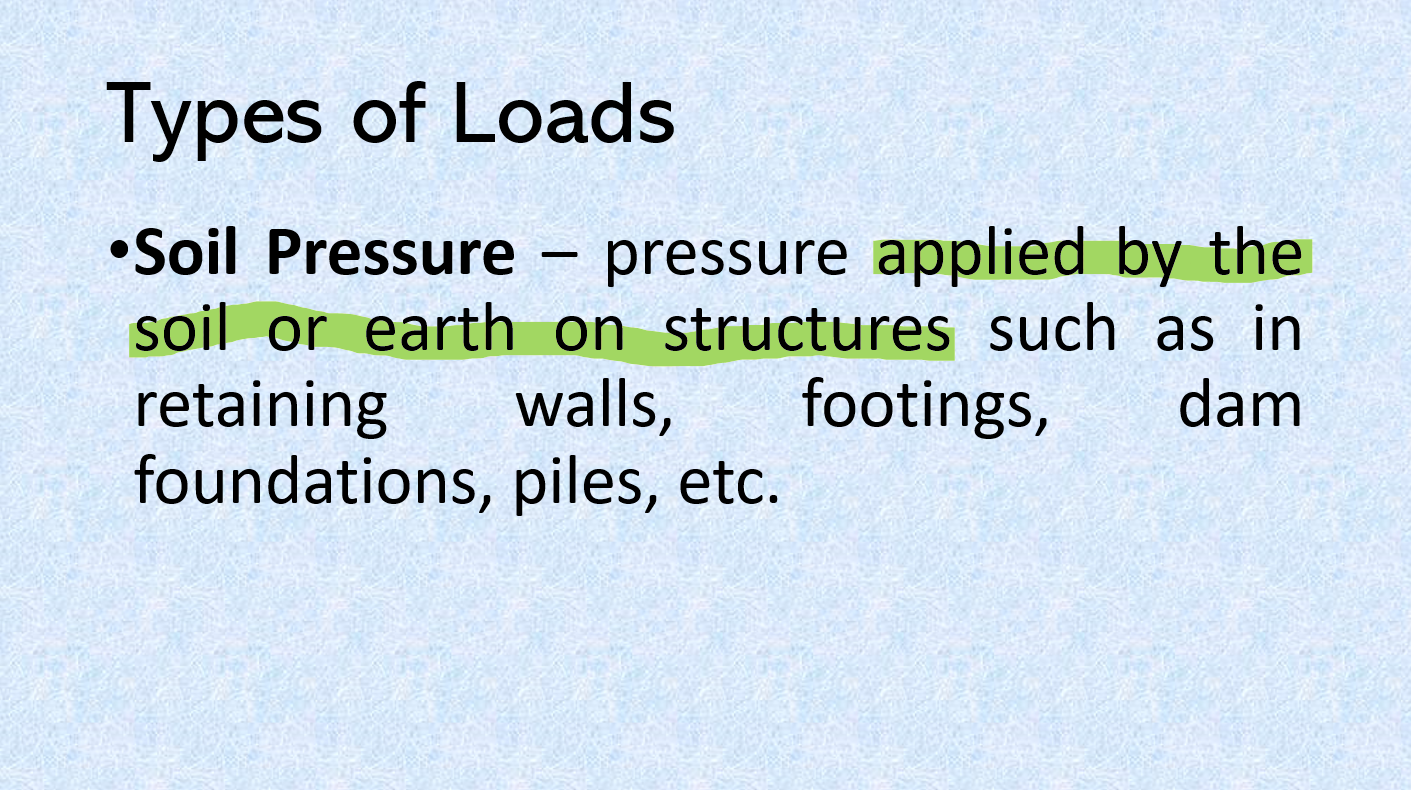 Types of Loads
•Soil Pressure – pressure applied by the
soil or earth on structures such as in
retaining walls, footings, dam
foundations, piles, etc.